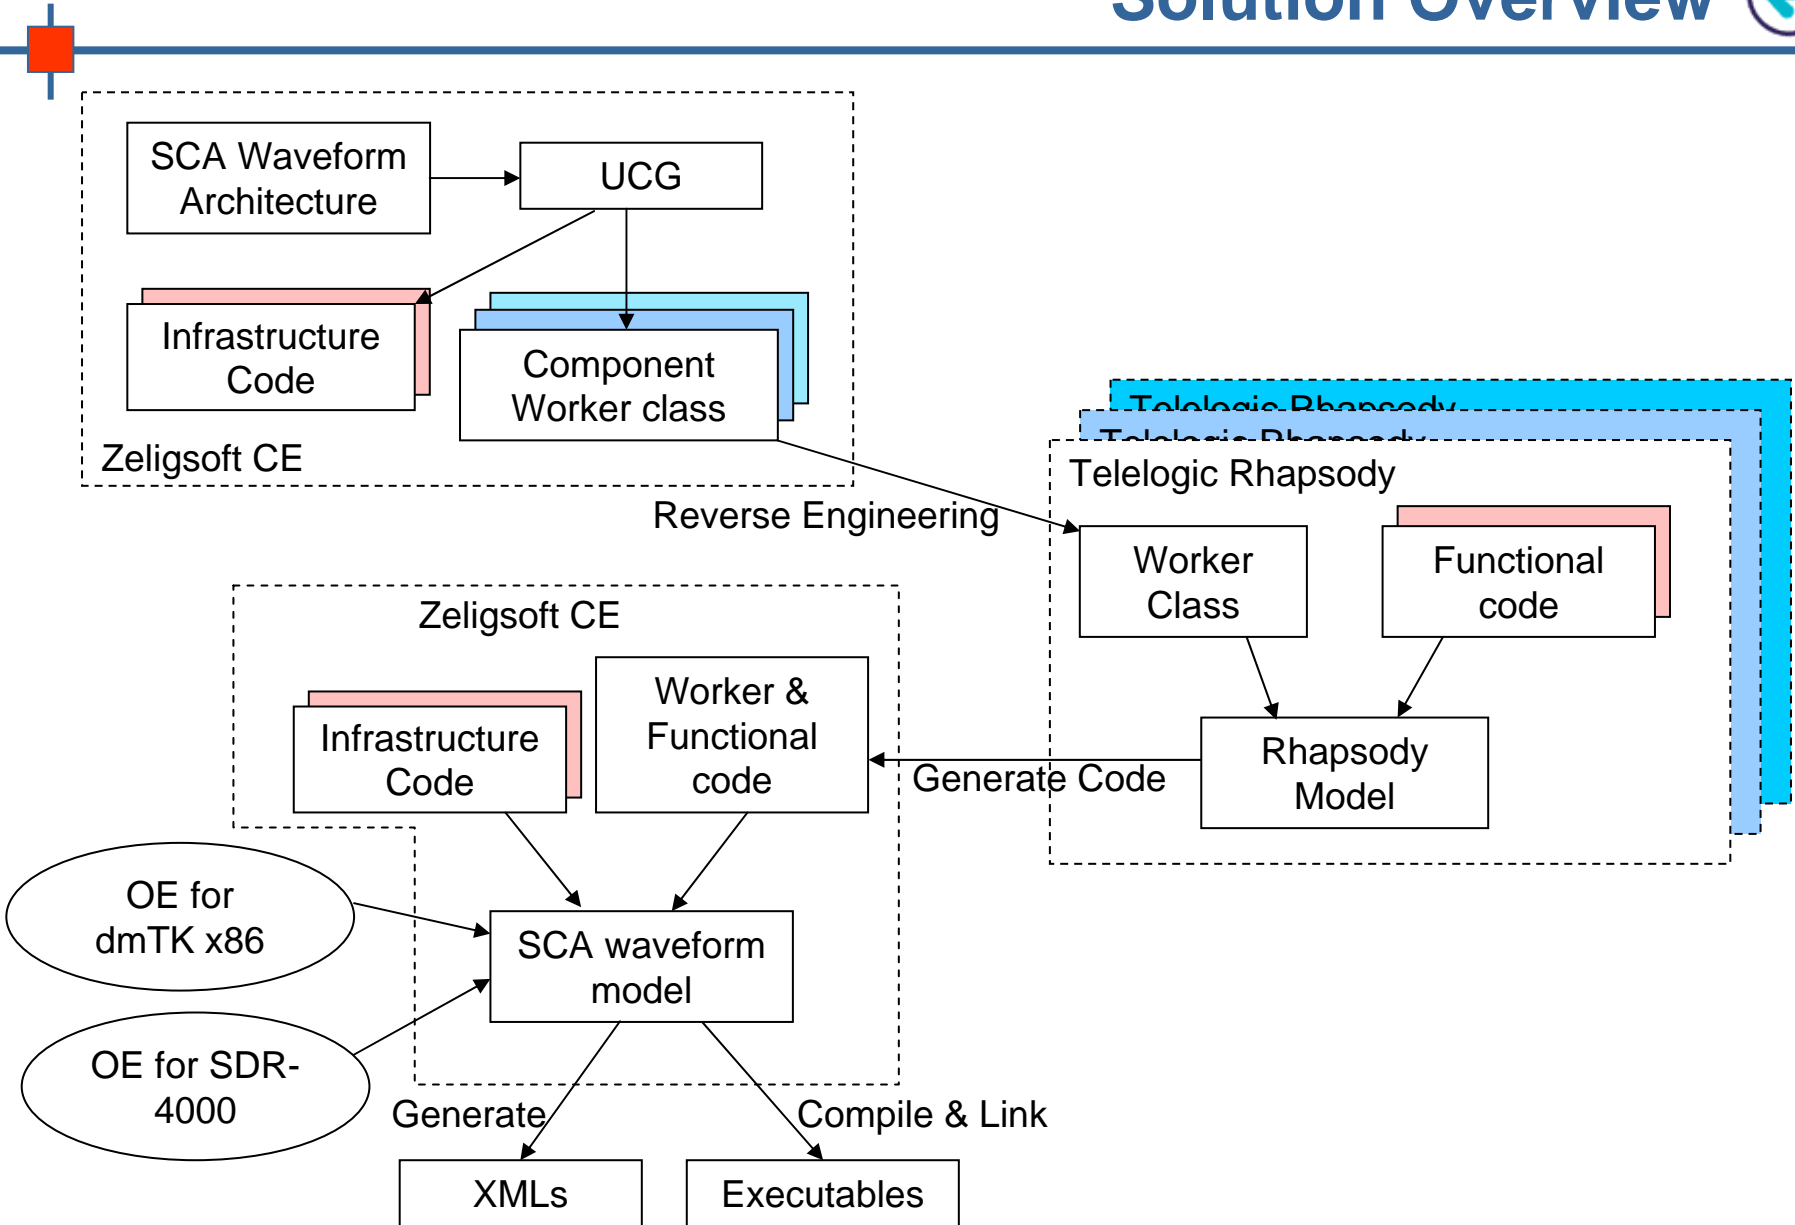 Solution Overview
SCA Waveform
Architecture
UCG
Infrastructure
Code
Component
Worker class
Zeligsoft CE
Telelogic Rhapsody
Telelogic Rhapsody
Telelogic Rhapsody
Reverse Engineering
Worker
Class
Functional
code
Zeligsoft CE
Infrastructure
Code
Worker &
Functional
code
Generate Code
Rhapsody
Model
OE for
dmTK x86
SCA waveform
model
OE for SDR-
4000
Generate
Compile & Link
XMLs
Executables